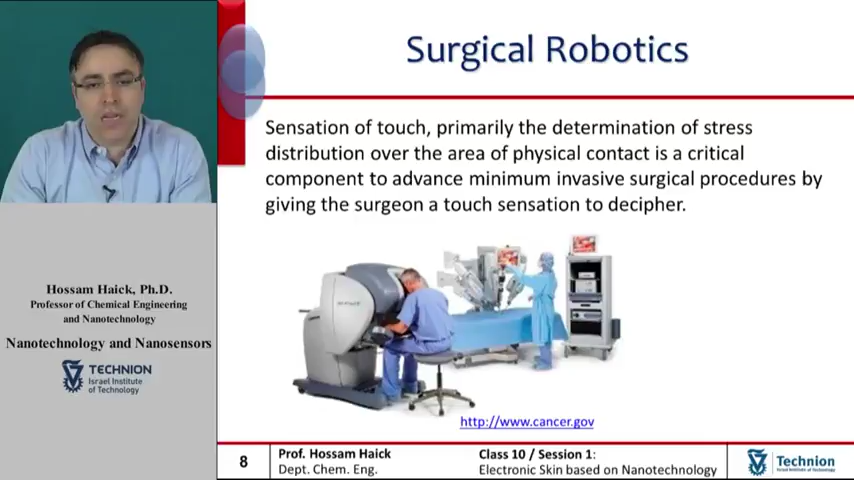 Surgical Robotics
Sensation of touch, primarily the determination of stress
distribution over the area of physical contact is a critical
component to advance minimum invasive surgical procedures by
giving the surgeon a touch sensation to decipher.
http://www.cancer.gov
Hossam Haick, Ph.D.
Professor of Chemical Engineering
and Nanotechnology
Nanotechnology and Nanosensors
TECHNION
Israel Institute
of Technology
8
Prof. Hossam Haick
Dept. Chem. Eng.
Class 10 / Session 1:
Electronic Skin based on Nanotechnology
Technion
Israel Institute of Technology